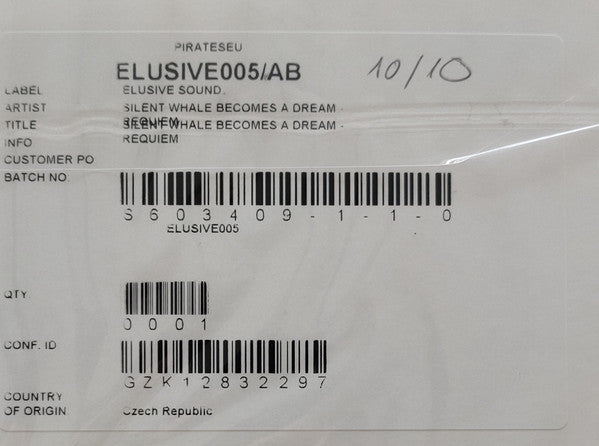 PIRATESEU
ELUSIVE005/AB 10/10
LABEL ELUSIVE SOUND.
ARTIST SILENT WHALE BECOMES A DREAM -
REQUIEM
TITLE SILENT WHALE BECOMES A DREAM -
INFO REQUIEM
CUSTOMER PO
BATCH NO.
S603409-1-1-0
ELUSIVE005
QTY.
0001
CONF. ID
GZK12832297
COUNTRY
OF ORIGIN. Czech Republic